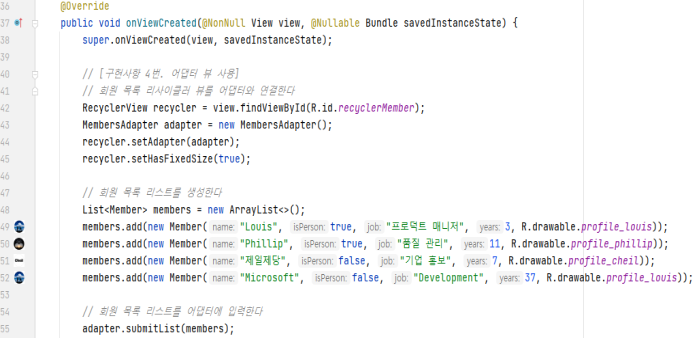 36 @Override
37 public void onViewCreated(@NonNull View view, @Nullable Bundle savedInstanceState) {
38 super.onViewCreated(view, savedInstanceState);
39
40 // [구현사항 4번. 어댑터 뷰 사용]
41 // 회원 목록 리사이클러 뷰를 어댑터와 연결한다
42 RecyclerView recycler = view.findViewById(R.id.recyclerMember);
43 MembersAdapter adapter = new MembersAdapter();
44 recycler.setAdapter(adapter);
45 recycler.setHasFixedSize(true);
46
47 // 회원 목록 리스트를 생성한다
48 List<Member> members = new ArrayList<>();
49 members.add(new Member( name: "Louis", isPerson: true, job: "프로덕트 매니저", years: 3, R.drawable.profile_louis));
50 members.add(new Member( name: "Phillip", isPerson: true, job: "품질 관리", years: 11, R.drawable.profile_phillip));
51 members.add(new Member( name: "제일제당", isPerson: false, job: "기업 홍보", years: 7, R.drawable.profile_cheil));
52 members.add(new Member( name: "Microsoft", isPerson: false, job: "Development", years: 37, R.drawable.profile_louis));
53
54 // 회원 목록 리스트를 어댑터에 입력한다
55 adapter.submitList(members);